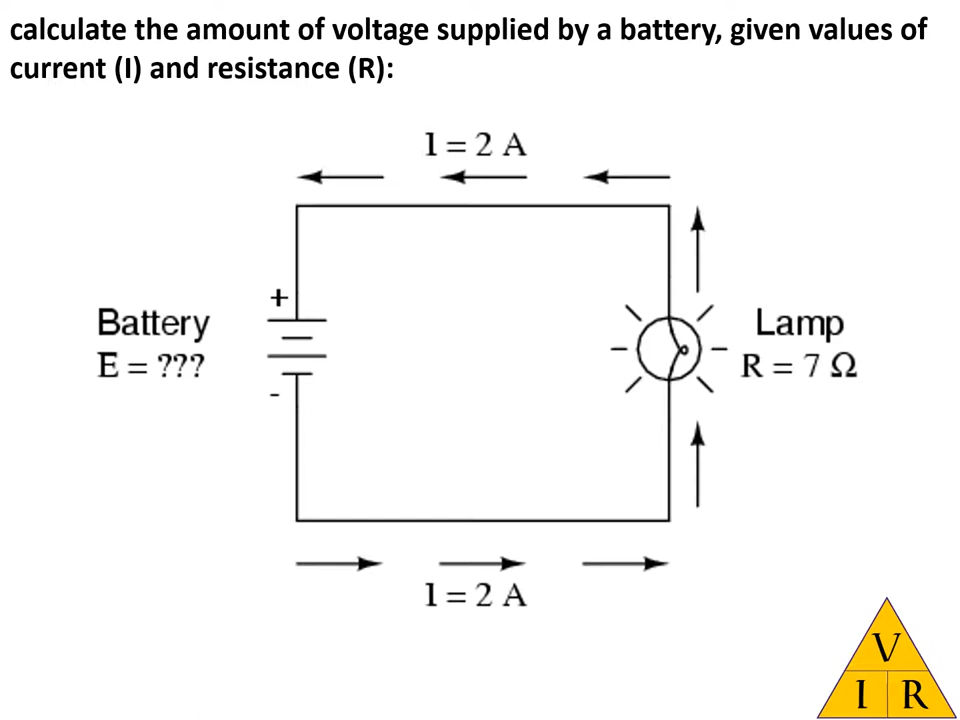 calculate the amount of voltage supplied by a battery, given values of
current (I) and resistance (R):
I = 2 A
+
Battery
E = ???
-
Lamp
R = 7 Ω
I = 2 A
V
I R